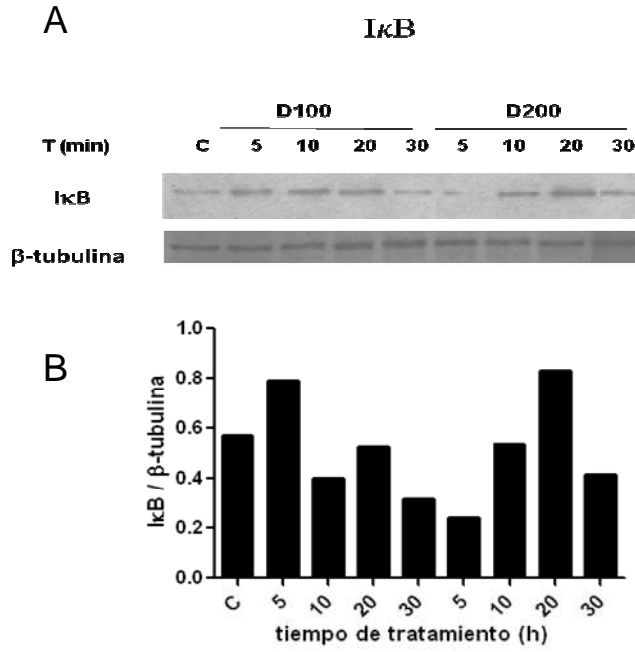 A
IκB
D100 D200
T (min) C 5 10 20 30 5 10 20 30
IκB
β-tubulina
B
IκB / β-tubulina
1.0
0.8
0.6
0.4
0.2
0.0
C 5 10 20 30 5 10 20 30
tiempo de tratamiento (h)